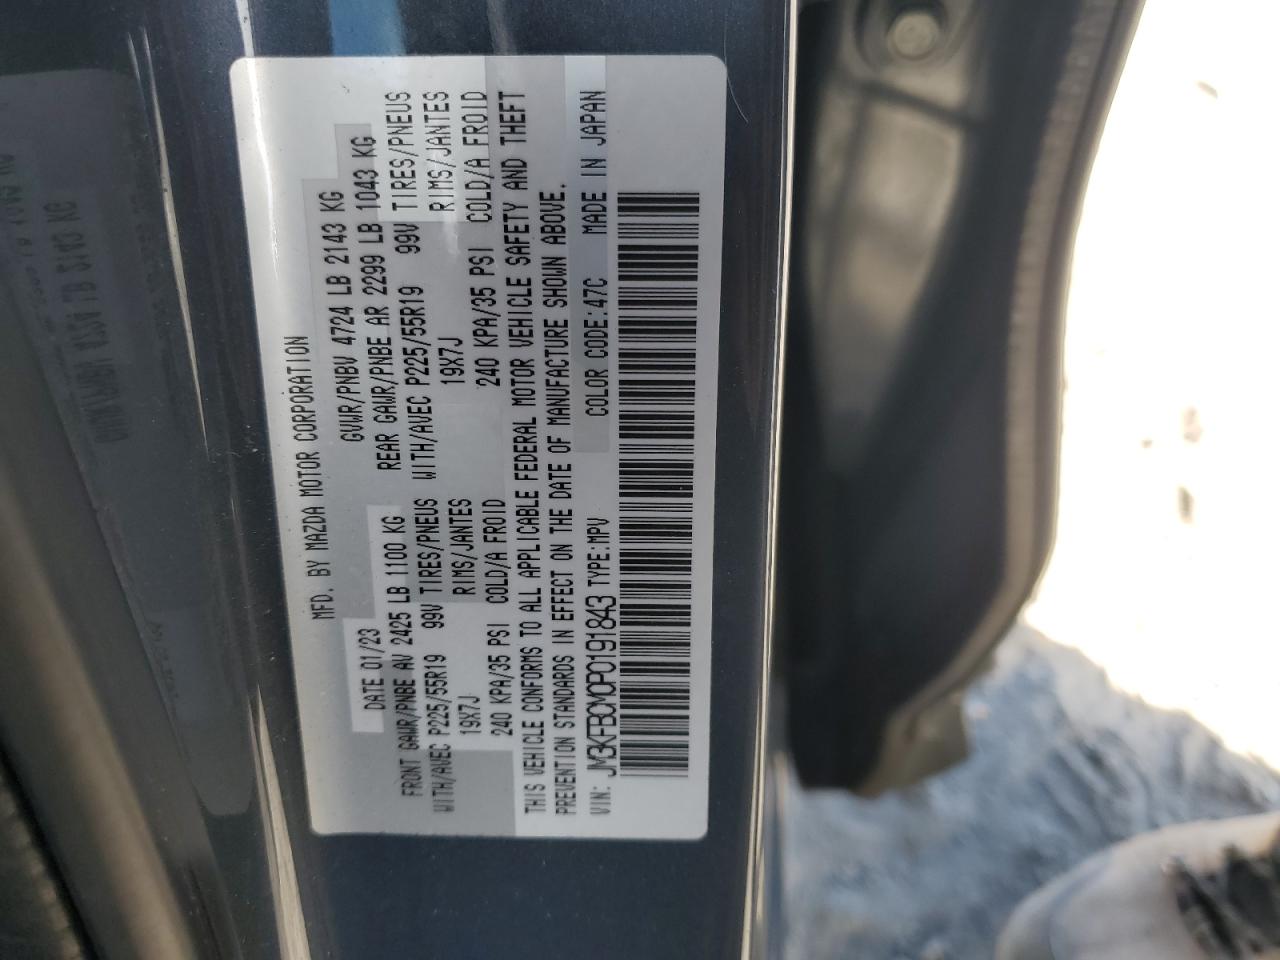 MFD. BY MAZDA MOTOR CORPORATION
DATE 01/23 GVWR/PNBV 4724 LB 2143 KG
FRONT GAWR/PNBE AV 2425 LB 1100 KG REAR GAWR/PNBE AR 2299 LB 1043 KG
WITH/AVEC P225/55R19 99V TIRES/PNEUS WITH/AVEC P225/55R19 99V TIRES/PNEUS
19X7J RIMS/JANTES 19X7J RIMS/JANTES
240 KPA/35 PSI COLD/A FROID 240 KPA/35 PSI COLD/A FROID
THIS VEHICLE CONFORMS TO ALL APPLICABLE FEDERAL MOTOR VEHICLE SAFETY AND THEFT
PREVENTION STANDARDS IN EFFECT ON THE DATE OF MANUFACTURE SHOWN ABOVE.
VIN: JM3KFBCM0P0191843 TYPE:MPV COLOR CODE:47C MADE IN JAPAN